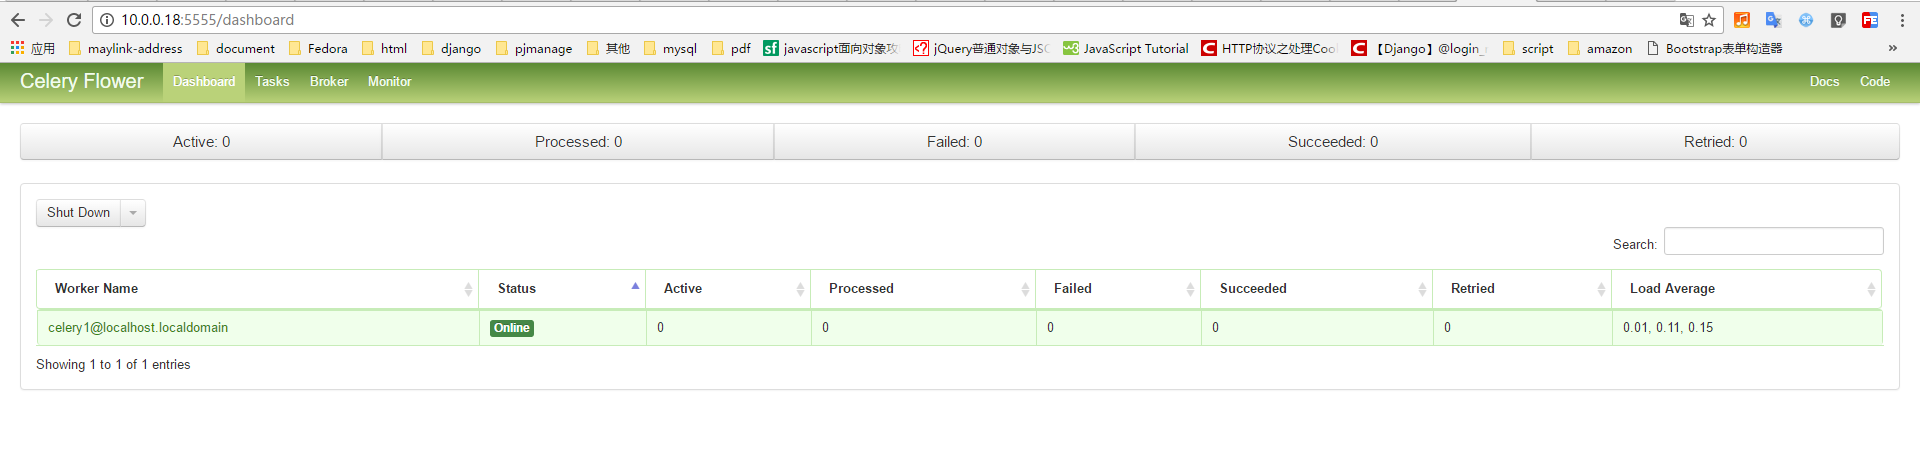 10.0.0.18:5555/dashboard
应用 maylink-address document Fedora html django pjmanage 其他 mysql pdf javascript面向对象攻 jQuery普通对象与JSO JavaScript Tutorial HTTP协议之处理Cook 【Django】@login_r script amazon Bootstrap表单构造器 »
Celery Flower Dashboard Tasks Broker Monitor Docs Code
Active: 0 Processed: 0 Failed: 0 Succeeded: 0 Retried: 0
Shut Down
Search:
Worker Name Status Active Processed Failed Succeeded Retried Load Average
celery1@localhost.localdomain Online 0 0 0 0 0 0.01, 0.11, 0.15
Showing 1 to 1 of 1 entries